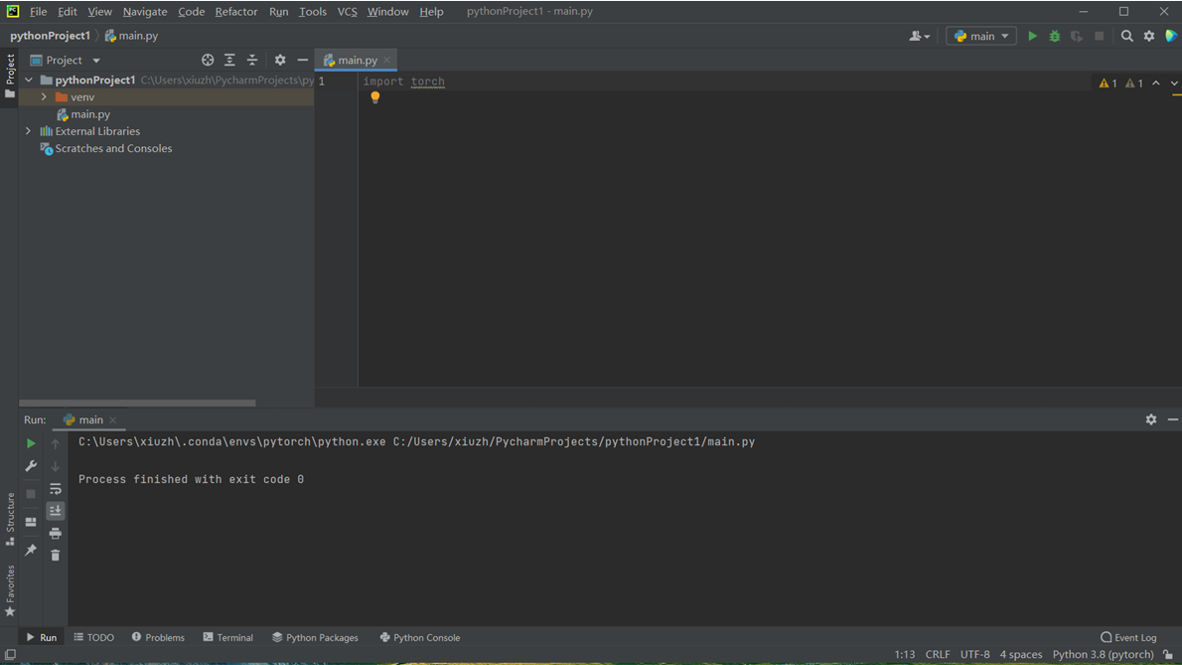 File Edit View Navigate Code Refactor Run Tools VCS Window Help pythonProject1 - main.py
pythonProject1 main.py main
Project
Project
main.py
pythonProject1 C:\Users\xiuzh\PycharmProjects\py
1 import torch
1 1
venv
main.py
External Libraries
Scratches and Consoles
Run: main
C:\Users\xiuzh\.conda\envs\pytorch\python.exe C:/Users/xiuzh/PycharmProjects/pythonProject1/main.py
Process finished with exit code 0
Structure
Favorites
Run TODO Problems Terminal Python Packages Python Console Event Log
1:13 CRLF UTF-8 4 spaces Python 3.8 (pytorch)